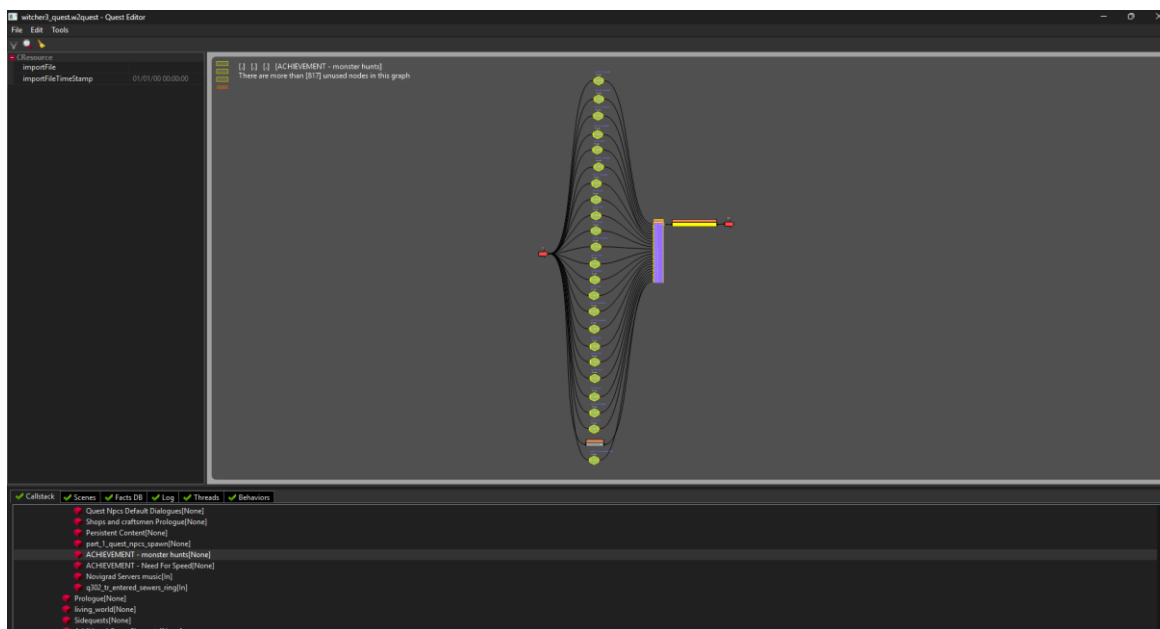 witcher3_quest.w2quest - Quest Editor
File Edit Tools
CResource
importFile
importFileTimeStamp 01/01/00 00:00:00
[.] [.] [.] [ACHIEVEMENT - monster hunts]
There are more than [817] unused nodes in this graph
Callstack Scenes Facts DB Log Threads Behaviors
Quest Npcs Default Dialogues[None]
Shops and craftsmen Prologue[None]
Persistent Content[None]
part_1_quest_npcs_spawn[None]
ACHIEVEMENT - monster hunts[None]
ACHIEVEMENT - Need For Speed[None]
Novigrad Servers music[In]
q302_tr_entered_sewers_ring[In]
Prologue[None]
living_world[None]
Sidequests[None]